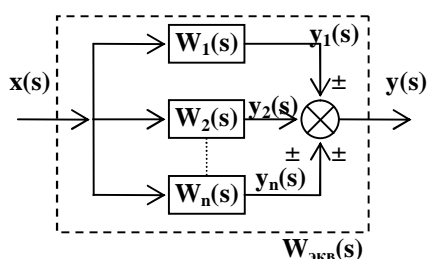 W₁(s) y₁(s)
±
x(s) W₂(s) y₂(s) y(s)
± ±
Wₙ(s) yₙ(s)
Wэкв(s)